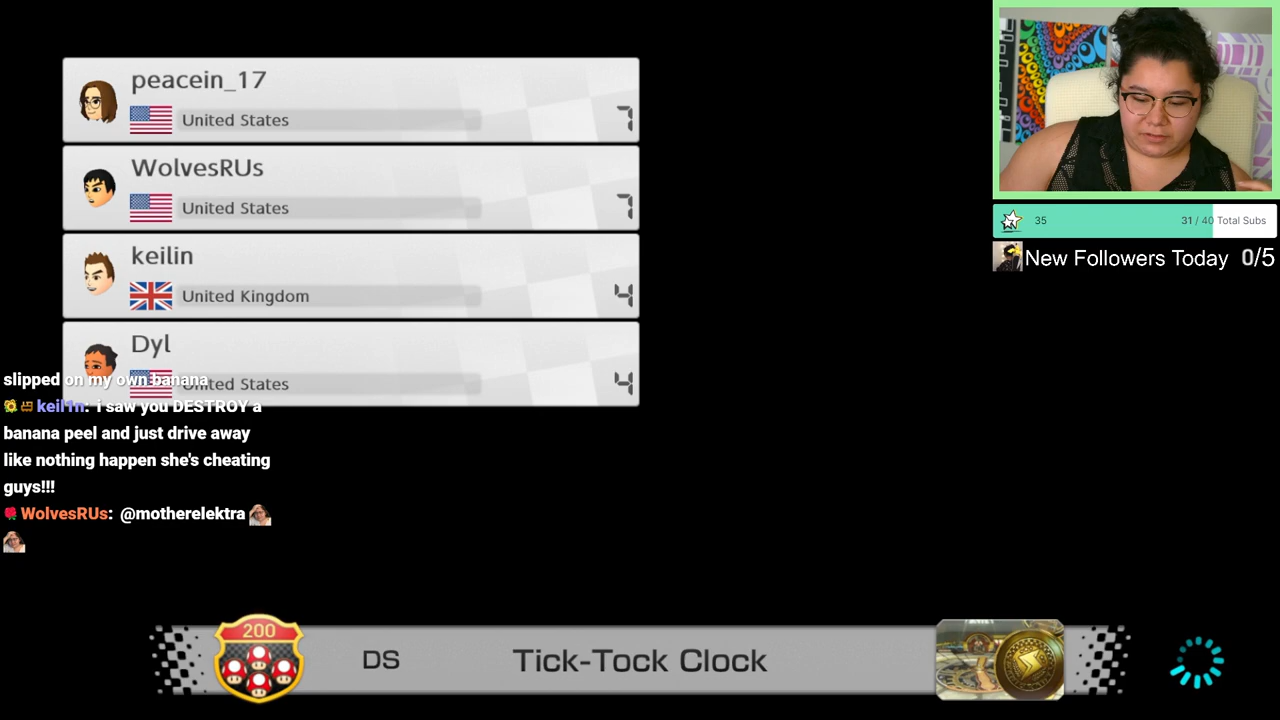 peacein_17
United States
7
WolvesRUs
United States
7
keilin
United Kingdom
4
Dyl
United States
4
slipped on my own banana
keil1n: i saw you DESTROY a
banana peel and just drive away
like nothing happen she's cheating
guys!!!
WolvesRUs: @motherelektra
35
31 / 40 Total Subs
New Followers Today 0/5
200
DS
Tick-Tock Clock